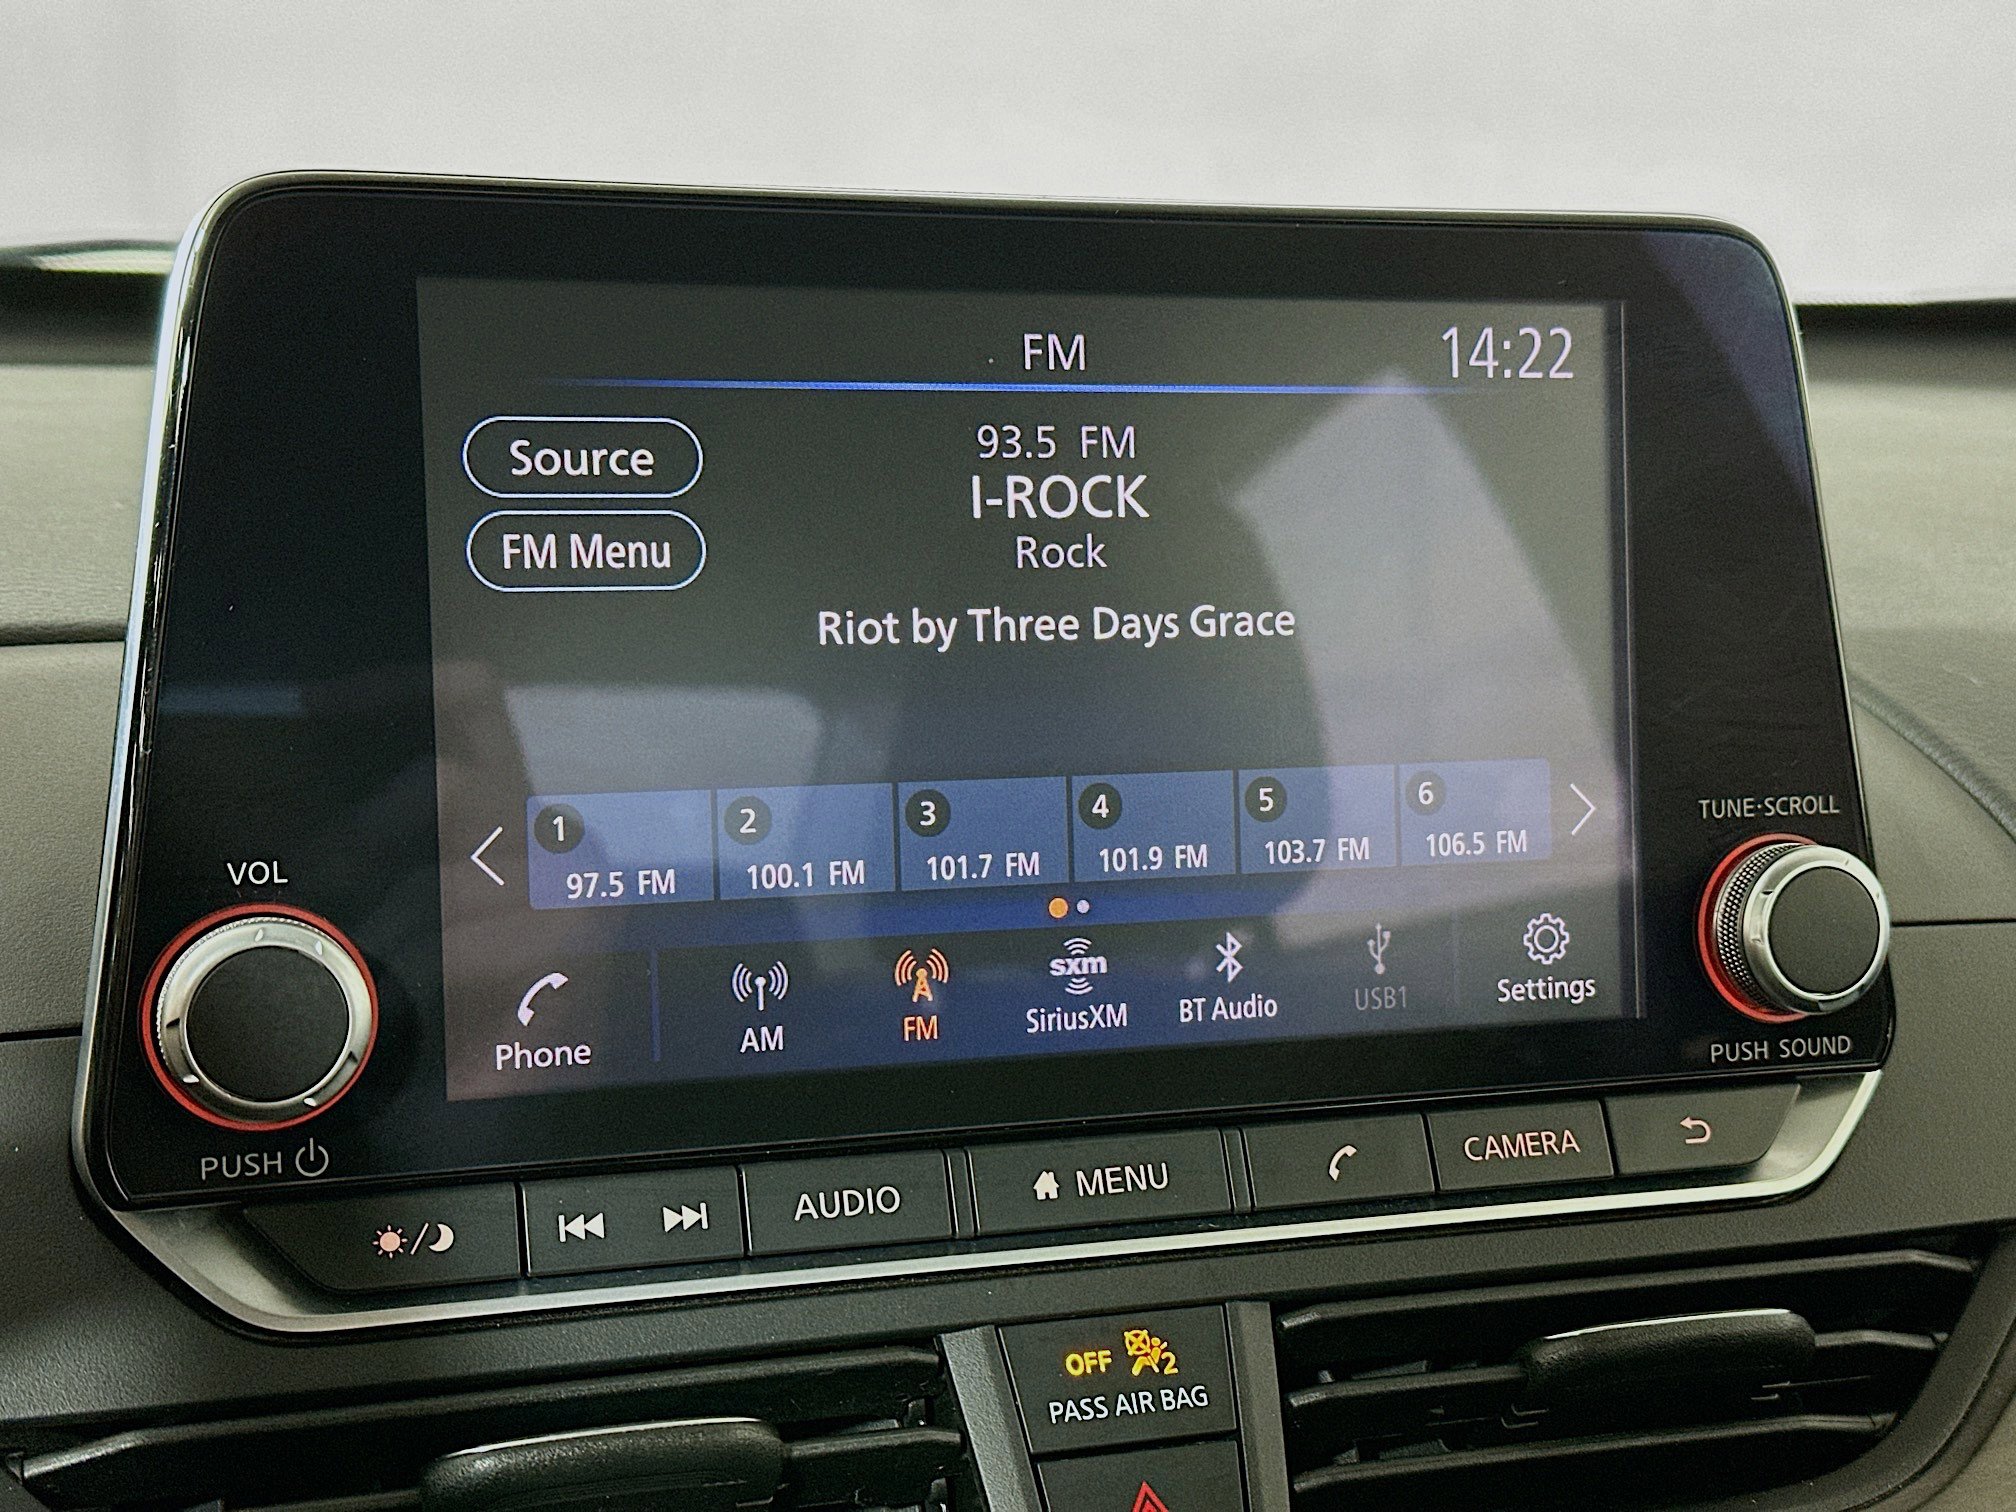 FM
14:22
Source
93.5 FM
I-ROCK
FM Menu
Rock
Riot by Three Days Grace
1
97.5 FM
2
100.1 FM
3
101.7 FM
4
101.9 FM
5
103.7 FM
6
106.5 FM
Phone
AM
FM
sxm
SiriusXM
BT Audio
USB1
Settings
VOL
PUSH
TUNE·SCROLL
PUSH SOUND
AUDIO
MENU
CAMERA
OFF 2
PASS AIR BAG